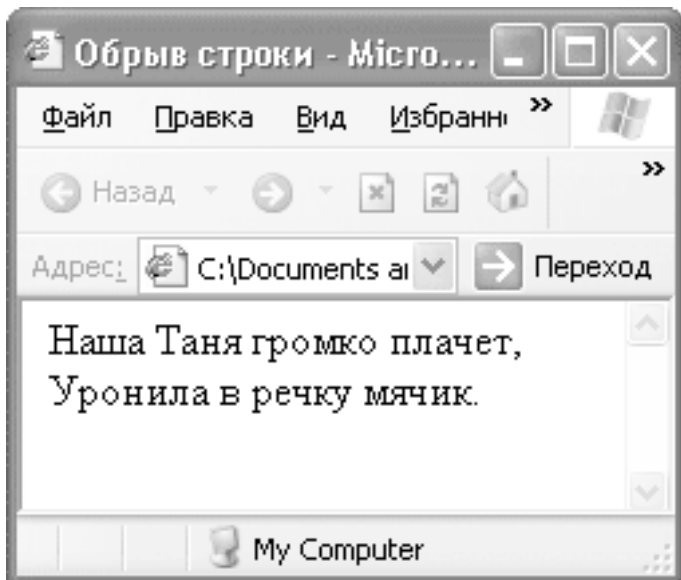 Обрыв строки - Micro...
Файл Правка Вид Избранн »
Назад »
Адрес: C:\Documents ar Переход
Наша Таня громко плачет,
Уронила в речку мячик.
My Computer